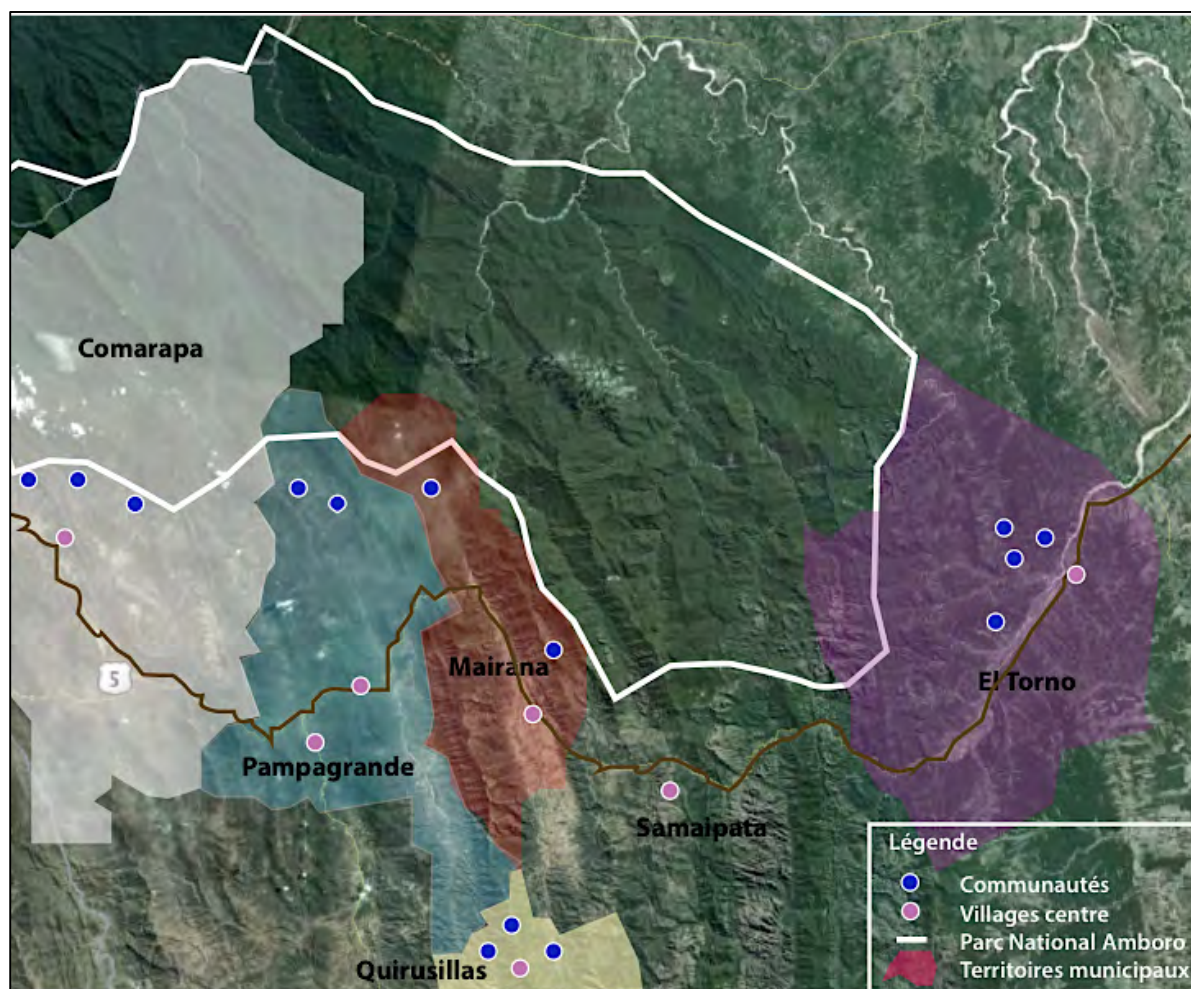 Comarapa
5
Mairana
El Torno
Pampagrande
Samaipata
Quirusillas
Légende
Communautés
Villages centre
Parc National Amboro
Territoires municipaux